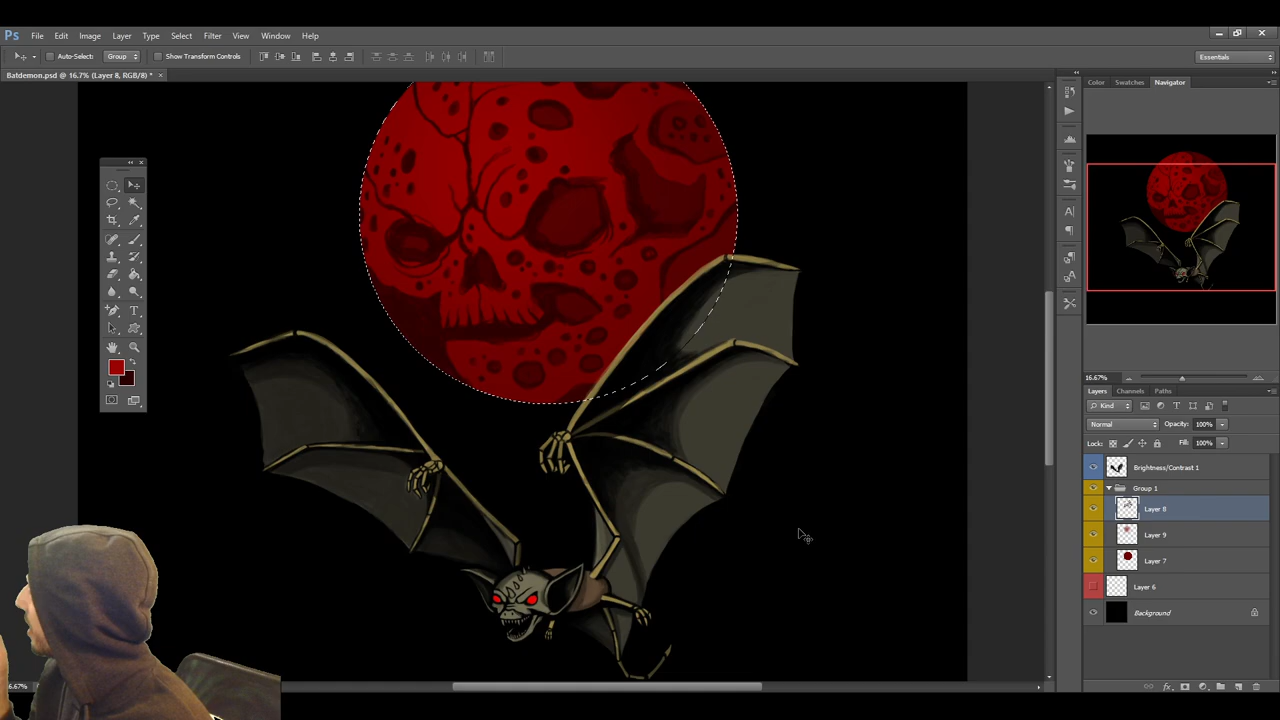 Ps File Edit Image Layer Type Select Filter View Window Help
Auto-Select: Group Show Transform Controls Essentials
Batdemon.psd @ 16.7% (Layer 8, RGB/8) * ×
Color Swatches Navigator
16.67%
Layers Channels Paths
Kind
Normal Opacity: 100%
Lock: Fill: 100%
Brightness/Contrast 1
Group 1
Layer 8
Layer 9
Layer 7
Layer 6
Background
6.67%